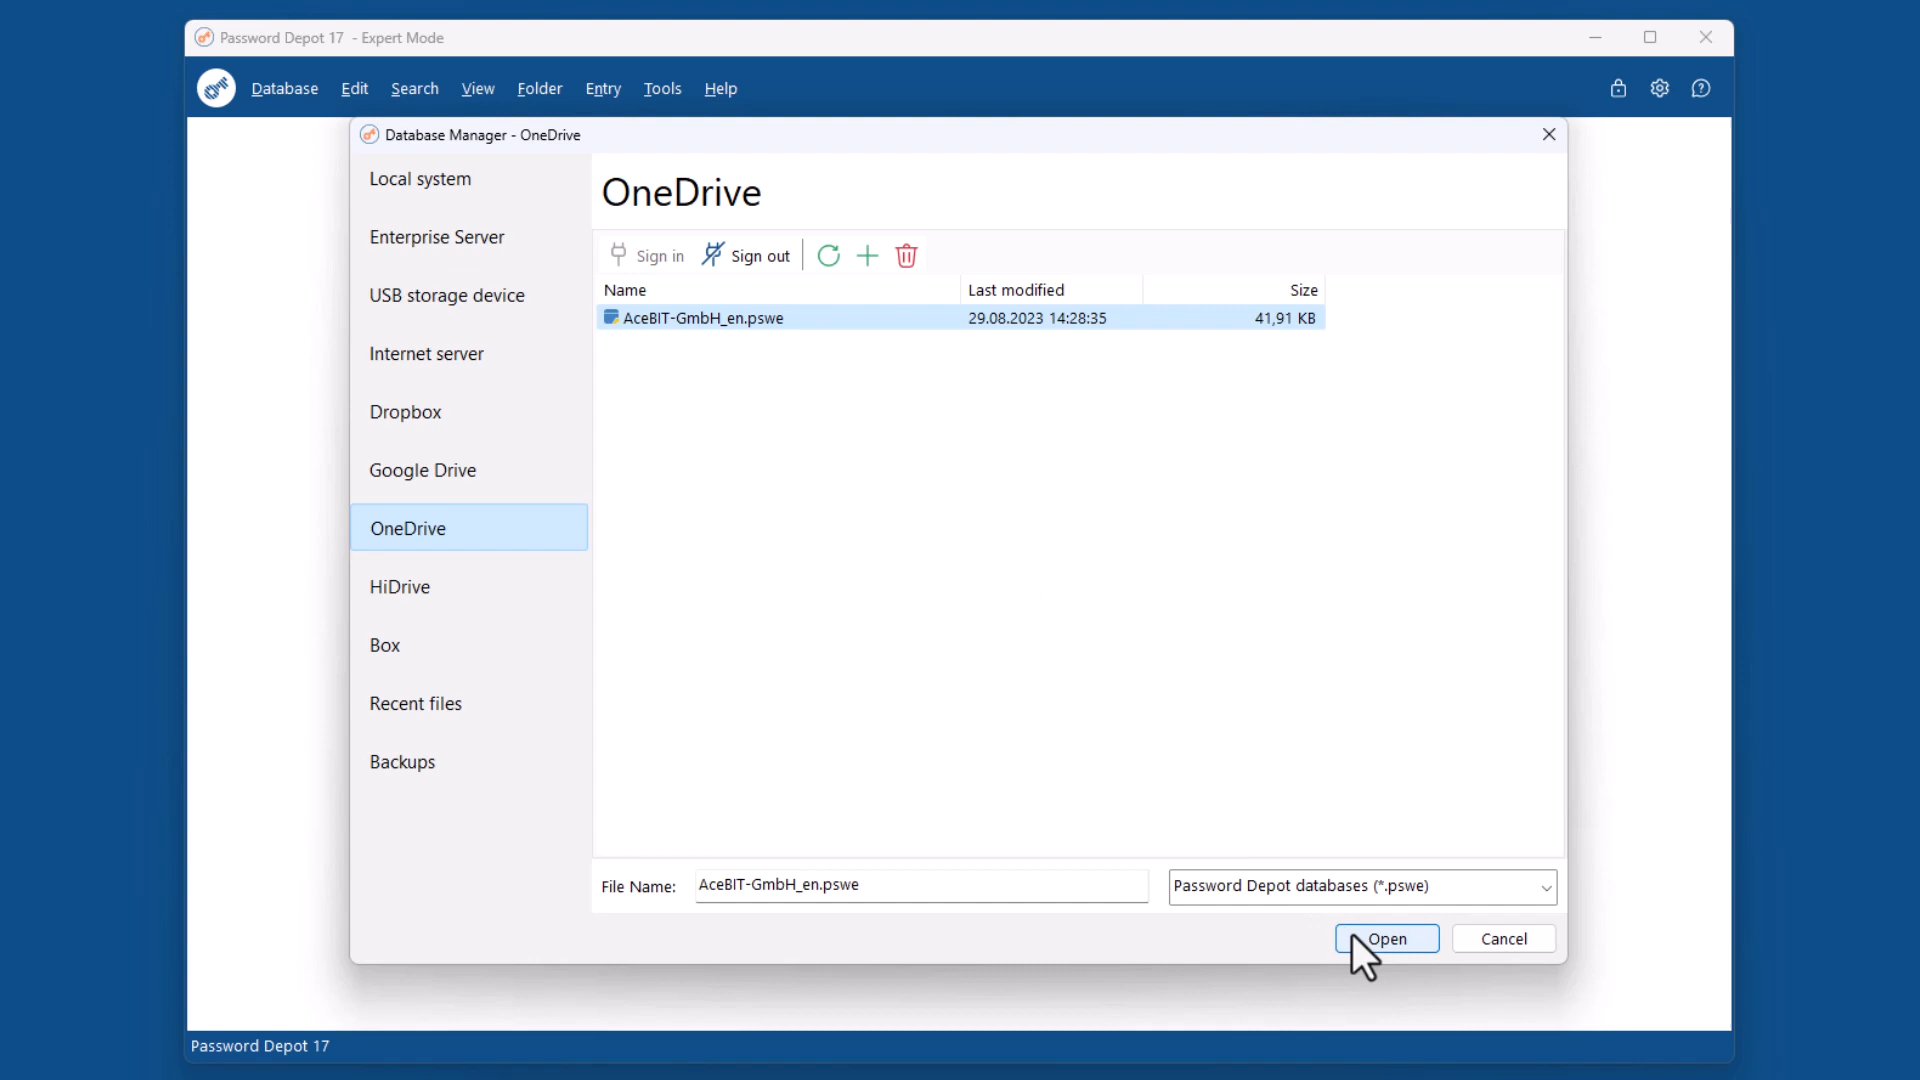 Password Depot 17 - Expert Mode
Database Edit Search View Folder Entry Tools Help
Database Manager - OneDrive
Local system
Enterprise Server
USB storage device
Internet server
Dropbox
Google Drive
OneDrive
HiDrive
Box
Recent files
Backups
OneDrive
Sign in Sign out
Name Last modified Size
AceBIT-GmbH_en.pswe 29.08.2023 14:28:35 41,91 KB
File Name: AceBIT-GmbH_en.pswe Password Depot databases (*.pswe)
Open Cancel
Password Depot 17